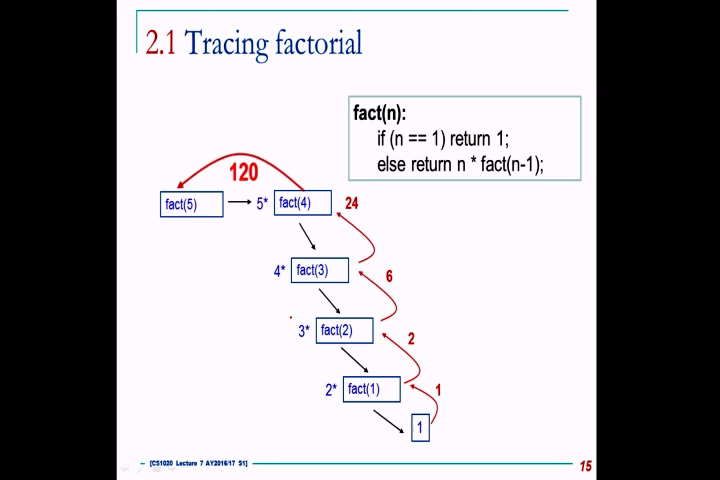 2.1 Tracing factorial
fact(n):
if (n == 1) return 1;
else return n * fact(n-1);
120
fact(5)
5*
fact(4)
24
4*
fact(3)
6
3*
fact(2)
2
2*
fact(1)
1
1
[CS1020 Lecture 7 AY2016/17 S1]
15